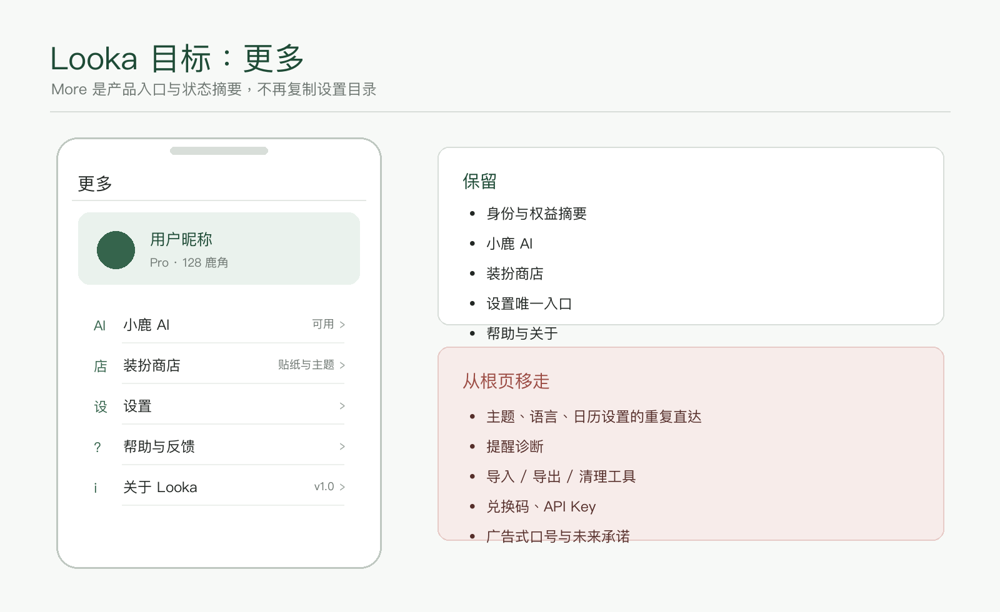 Looka 目标：更多
More 是产品入口与状态摘要，不再复制设置目录
更多
用户昵称
Pro · 128 鹿角
AI 小鹿 AI 可用 >
店 装扮商店 贴纸与主题 >
设 设置 >
? 帮助与反馈 >
i 关于 Looka v1.0 >
保留
• 身份与权益摘要
• 小鹿 AI
• 装扮商店
• 设置唯一入口
• 帮助与关于
从根页移走
• 主题、语言、日历设置的重复直达
• 提醒诊断
• 导入 / 导出 / 清理工具
• 兑换码、API Key
• 广告式口号与未来承诺